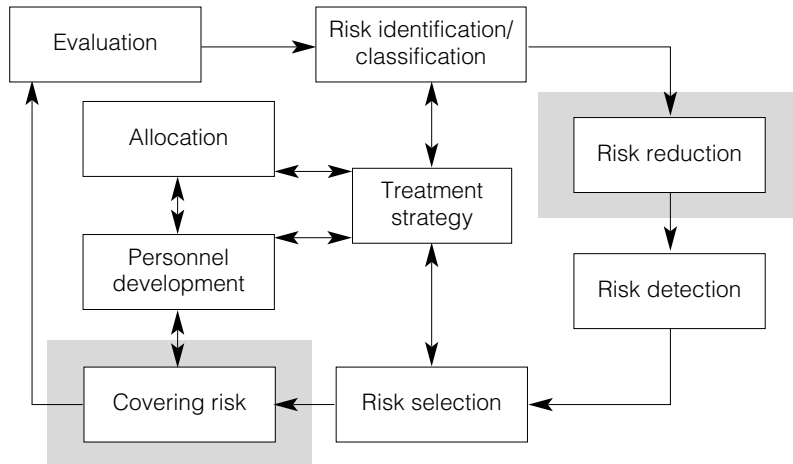 Evaluation
Risk identification/
classification
Allocation
Risk reduction
Treatment
strategy
Personnel
development
Risk detection
Covering risk
Risk selection